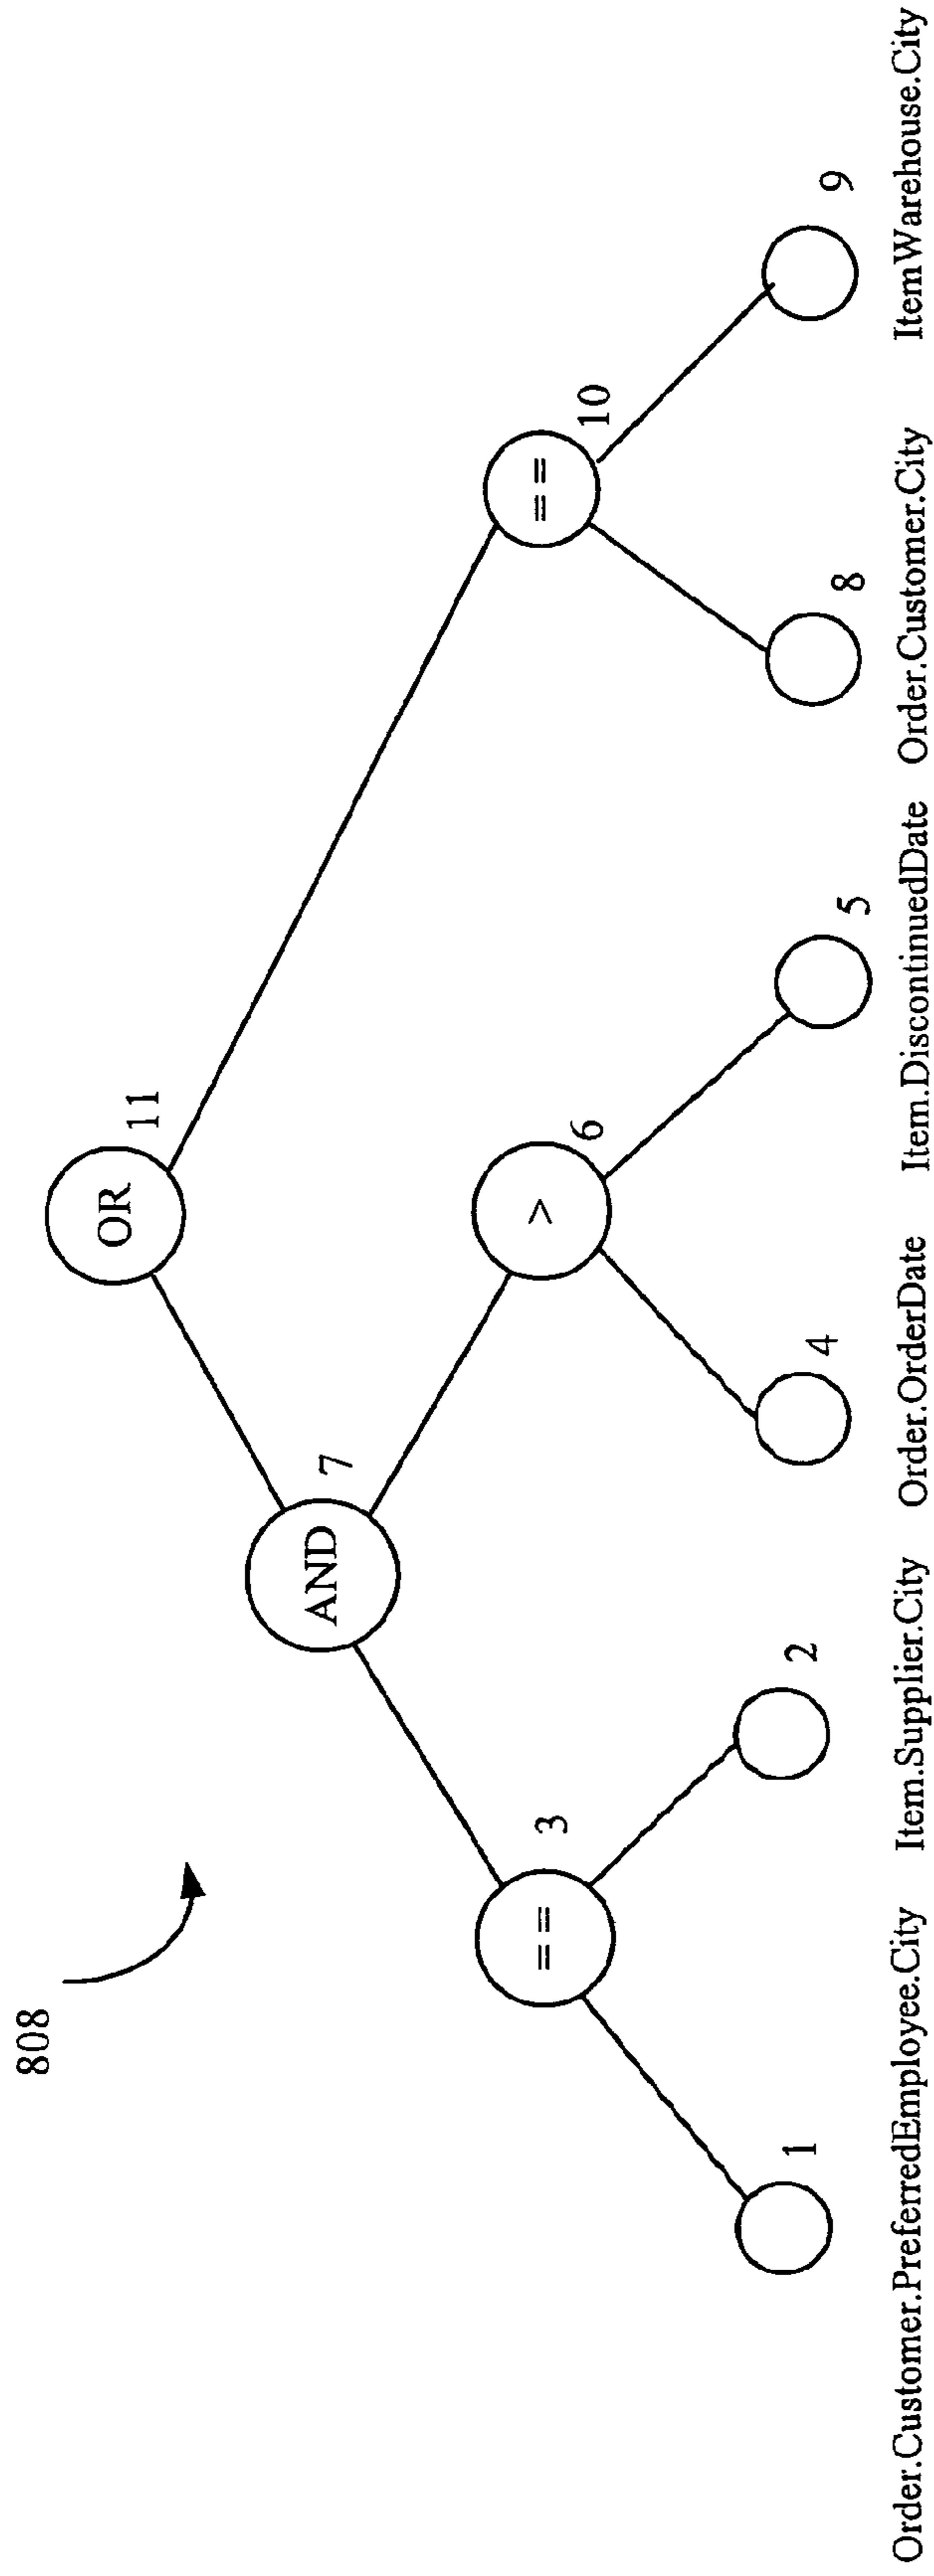 808
OR 11
AND 7
== 3
> 6
== 10
1
2
4
5
8
9
Order.Customer.PreferredEmployee.City
Item.Supplier.City
Order.OrderDate
Item.DiscontinuedDate
Order.Customer.City
ItemWarehouse.City